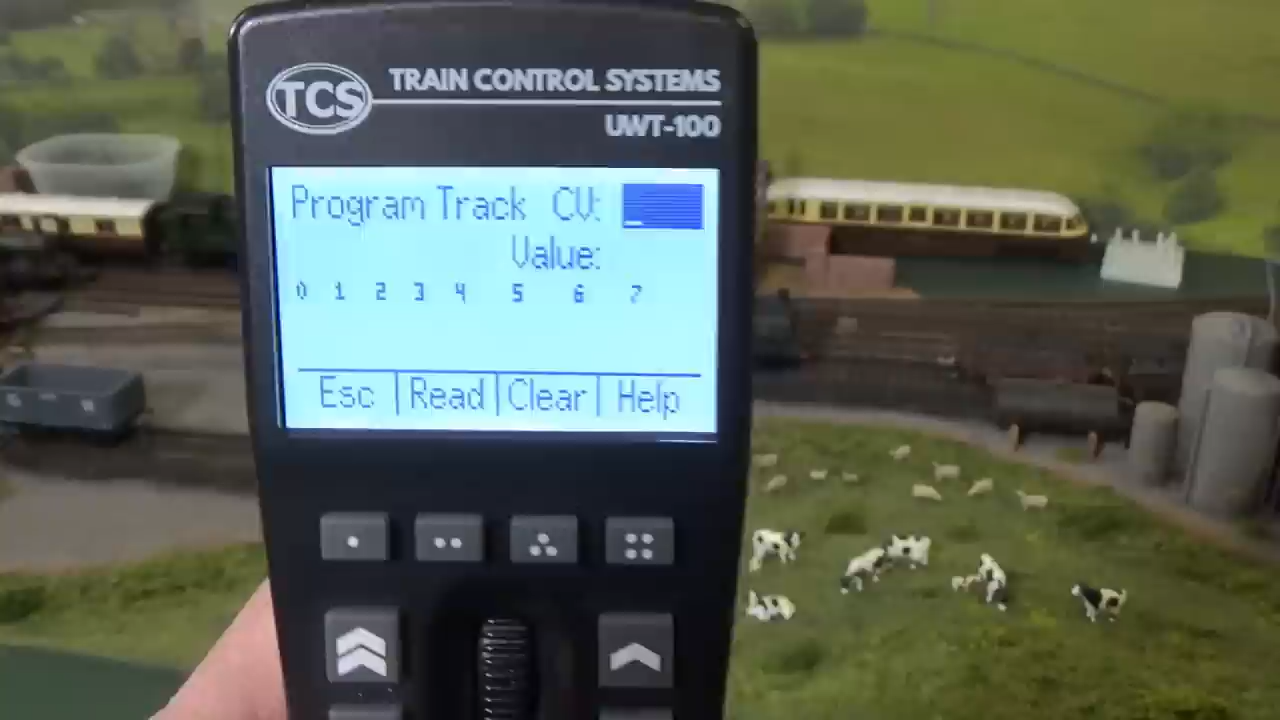 TCS TRAIN CONTROL SYSTEMS
UWT-100
Program Track CV:
Value:
0 1 2 3 4 5 6 7
Esc Read Clear Help